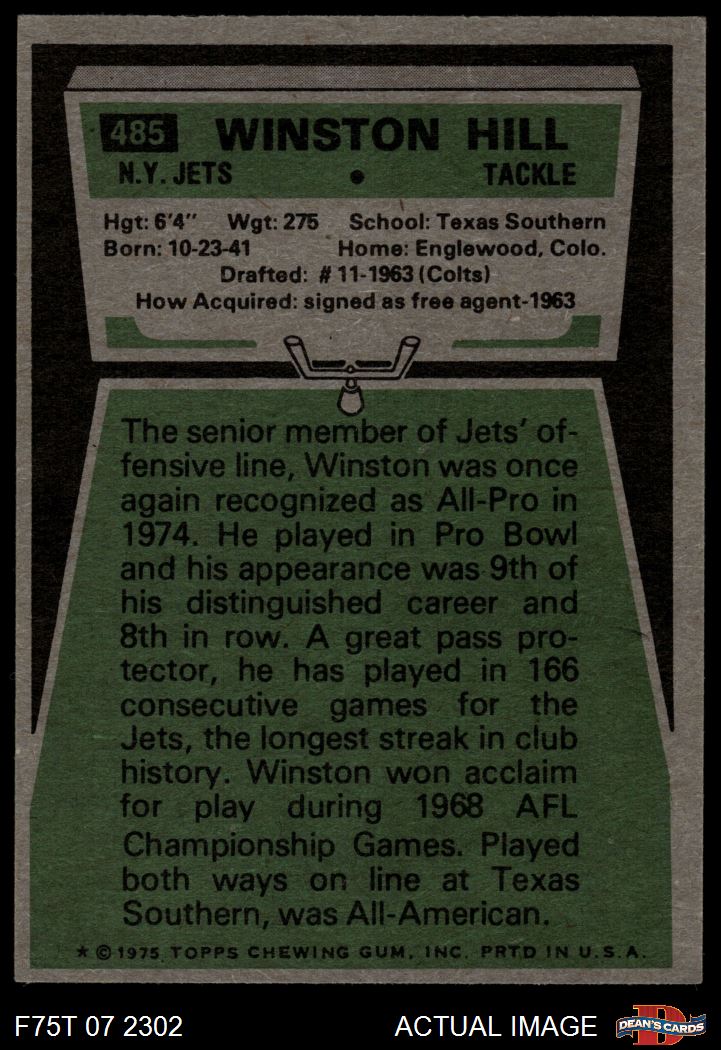 485 WINSTON HILL
N.Y. JETS • TACKLE
Hgt: 6'4" Wgt: 275 School: Texas Southern
Born: 10-23-41 Home: Englewood, Colo.
Drafted: #11-1963 (Colts)
How Acquired: signed as free agent-1963
The senior member of Jets' of-
fensive line, Winston was once
again recognized as All-Pro in
1974. He played in Pro Bowl
and his appearance was 9th of
his distinguished career and
8th in row. A great pass pro-
tector, he has played in 166
consecutive games for the
Jets, the longest streak in club
history. Winston won acclaim
for play during 1968 AFL
Championship Games. Played
both ways on line at Texas
Southern, was All-American.
★ © 1975 TOPPS CHEWING GUM, INC. PRTD IN U.S.A.
F75T 07 2302 ACTUAL IMAGE D DEAN'S CARDS